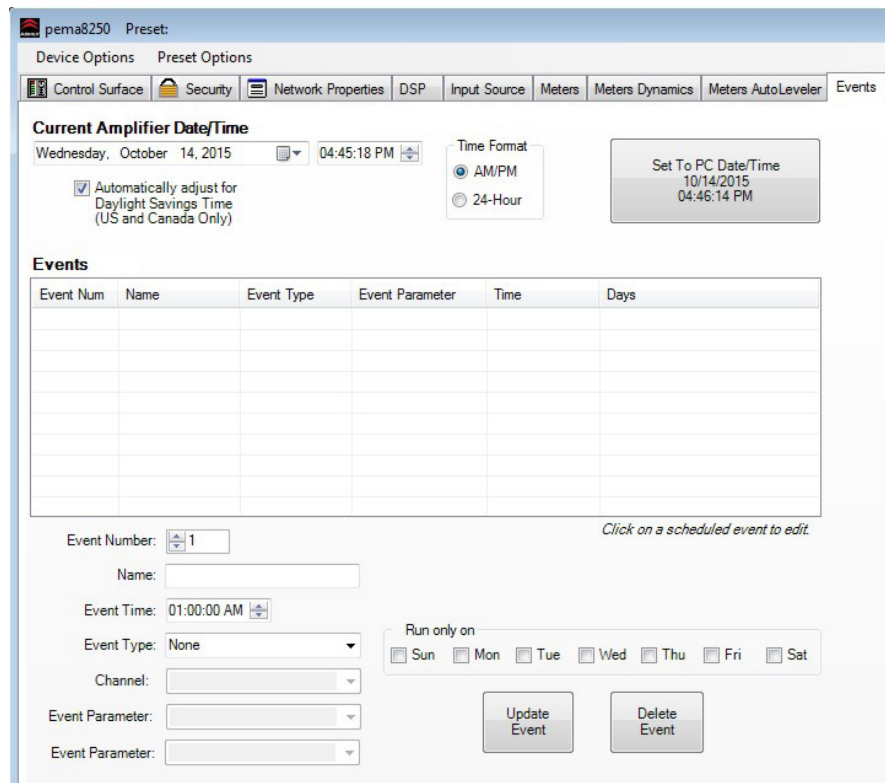 pema8250 Preset:
Device Options Preset Options
Control Surface Security Network Properties DSP Input Source Meters Meters Dynamics Meters AutoLeveler Events
Current Amplifier Date/Time
Wednesday, October 14, 2015 04:45:18 PM
Time Format
AM/PM
24-Hour
Set To PC Date/Time
10/14/2015
04:46:14 PM
Automatically adjust for
Daylight Savings Time
(US and Canada Only)
Events
Event Num Name Event Type Event Parameter Time Days
Click on a scheduled event to edit.
Event Number: 1
Name:
Event Time: 01:00:00 AM
Event Type: None
Channel:
Event Parameter:
Event Parameter:
Run only on
Sun Mon Tue Wed Thu Fri Sat
Update
Event
Delete
Event